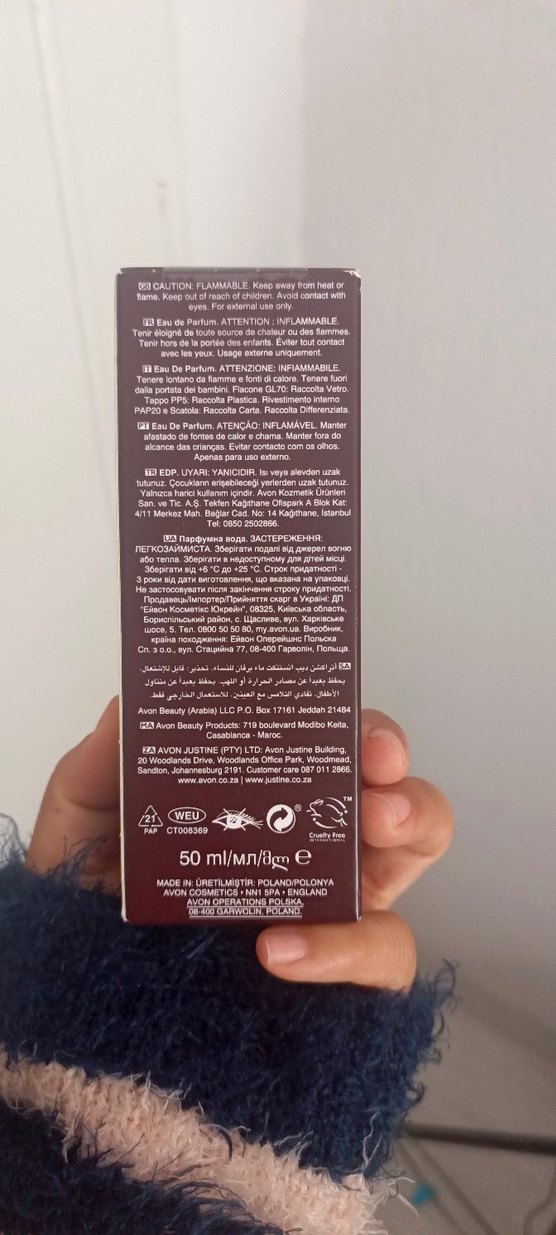 GB CAUTION: FLAMMABLE. Keep away from heat or
flame. Keep out of reach of children. Avoid contact with
eyes. For external use only.
FR Eau de Parfum. ATTENTION : INFLAMMABLE.
Tenir éloigné de toute source de chaleur ou des flammes.
Tenir hors de la portée des enfants. Éviter tout contact
avec les yeux. Usage externe uniquement.
IT Eau De Parfum. ATTENZIONE: INFIAMMABILE.
Tenere lontano da fiamme e fonti di calore. Tenere fuori
dalla portata dei bambini. Flacone GL70: Raccolta Vetro.
Tappo PP5: Raccolta Plastica. Rivestimento interno
PAP20 e Scatola: Raccolta Carta. Raccolta Differenziata.
PT Eau De Parfum. ATENÇÃO: INFLAMÁVEL. Manter
afastado de fontes de calor e chama. Manter fora do
alcance das crianças. Evitar contacto com os olhos.
Apenas para uso externo.
TR EDP. UYARI: YANICIDIR. Isı veya alevden uzak
tutunuz. Çocukların erişebileceği yerlerden uzak tutunuz.
Yalnızca harici kullanım içindir. Avon Kozmetik Ürünleri
San. ve Tic. A.Ş. Tekfen Kağıthane Ofispark A Blok Kat:
4/11 Merkez Mah. Bağlar Cad. No: 14 Kağıthane, İstanbul
Tel: 0850 2502866.
UA Парфумна вода. ЗАСТЕРЕЖЕННЯ:
ЛЕГКОЗАЙМИСТА. Зберігати подалі від джерел вогню
або тепла. Зберігати в недоступному для дітей місці.
Зберігати від +6 °C до +25 °C. Строк придатності -
3 роки від дати виготовлення, що вказана на упаковці.
Не застосовувати після закінчення строку придатності.
Продавець/Імпортер/Прийняття скарг в Україні: ДП
"Ейвон Косметікс Юкрейн", 08325, Київська область,
Бориспільський район, с. Щасливе, вул. Харківське
шосе, 5. Тел. 0800 50 50 80, my.avon.ua. Виробник,
країна походження: Ейвон Оперейшнс Польска
Сп. з о.о., вул. Стаційна 77, 08-400 Гарволін, Польща.
SA أتراكشن ديب انستنكت ماء برفان للنساء. تحذير: قابل للإشتعال.
يحفظ بعيداً عن مصادر الحرارة أو اللهب. يحفظ بعيداً عن متناول
الأطفال. تفادي التلامس مع العينين. للاستعمال الخارجي فقط.
Avon Beauty (Arabia) LLC P.O. Box 17161 Jeddah 21484
MA Avon Beauty Products: 719 boulevard Modibo Keita,
Casablanca - Maroc.
ZA AVON JUSTINE (PTY) LTD: Avon Justine Building,
20 Woodlands Drive, Woodlands Office Park, Woodmead,
Sandton, Johannesburg 2191. Customer care 087 011 2866.
www.avon.co.za | www.justine.co.za
21 PAP
WEU
CT008369
®
TM
Cruelty Free
INTERNATIONAL
50 ml/мл/მლ ℮
MADE IN: ÜRETİLMİŞTİR: POLAND/POLONYA
AVON COSMETICS • NN1 5PA • ENGLAND
AVON OPERATIONS POLSKA,
08-400 GARWOLIN, POLAND.